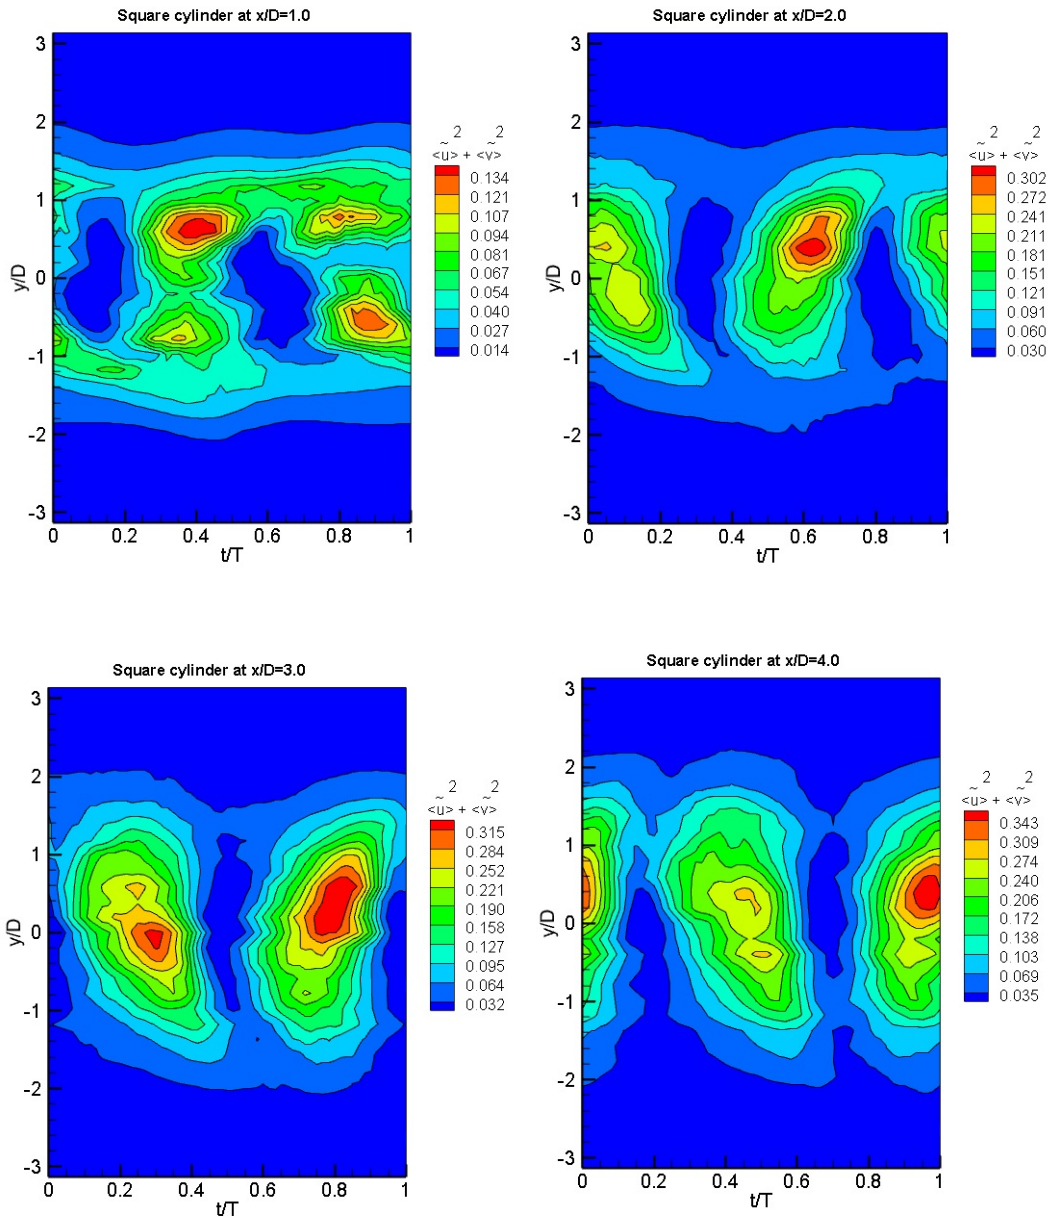 Square cylinder at x/D=1.0
3
2
1
0
-1
-2
-3
y/D
0 0.2 0.4 0.6 0.8 1
t/T
~ 2 ~ 2
<u> + <v>
0.134
0.121
0.107
0.094
0.081
0.067
0.054
0.040
0.027
0.014
Square cylinder at x/D=2.0
3
2
1
0
-1
-2
-3
y/D
0 0.2 0.4 0.6 0.8 1
t/T
~ 2 ~ 2
<u> + <v>
0.302
0.272
0.241
0.211
0.181
0.151
0.121
0.091
0.060
0.030
Square cylinder at x/D=3.0
3
2
1
0
-1
-2
-3
y/D
0 0.2 0.4 0.6 0.8 1
t/T
~ 2 ~ 2
<u> + <v>
0.315
0.284
0.252
0.221
0.190
0.158
0.127
0.095
0.064
0.032
Square cylinder at x/D=4.0
3
2
1
0
-1
-2
-3
y/D
0 0.2 0.4 0.6 0.8 1
t/T
~ 2 ~ 2
<u> + <v>
0.343
0.309
0.274
0.240
0.206
0.172
0.138
0.103
0.069
0.035